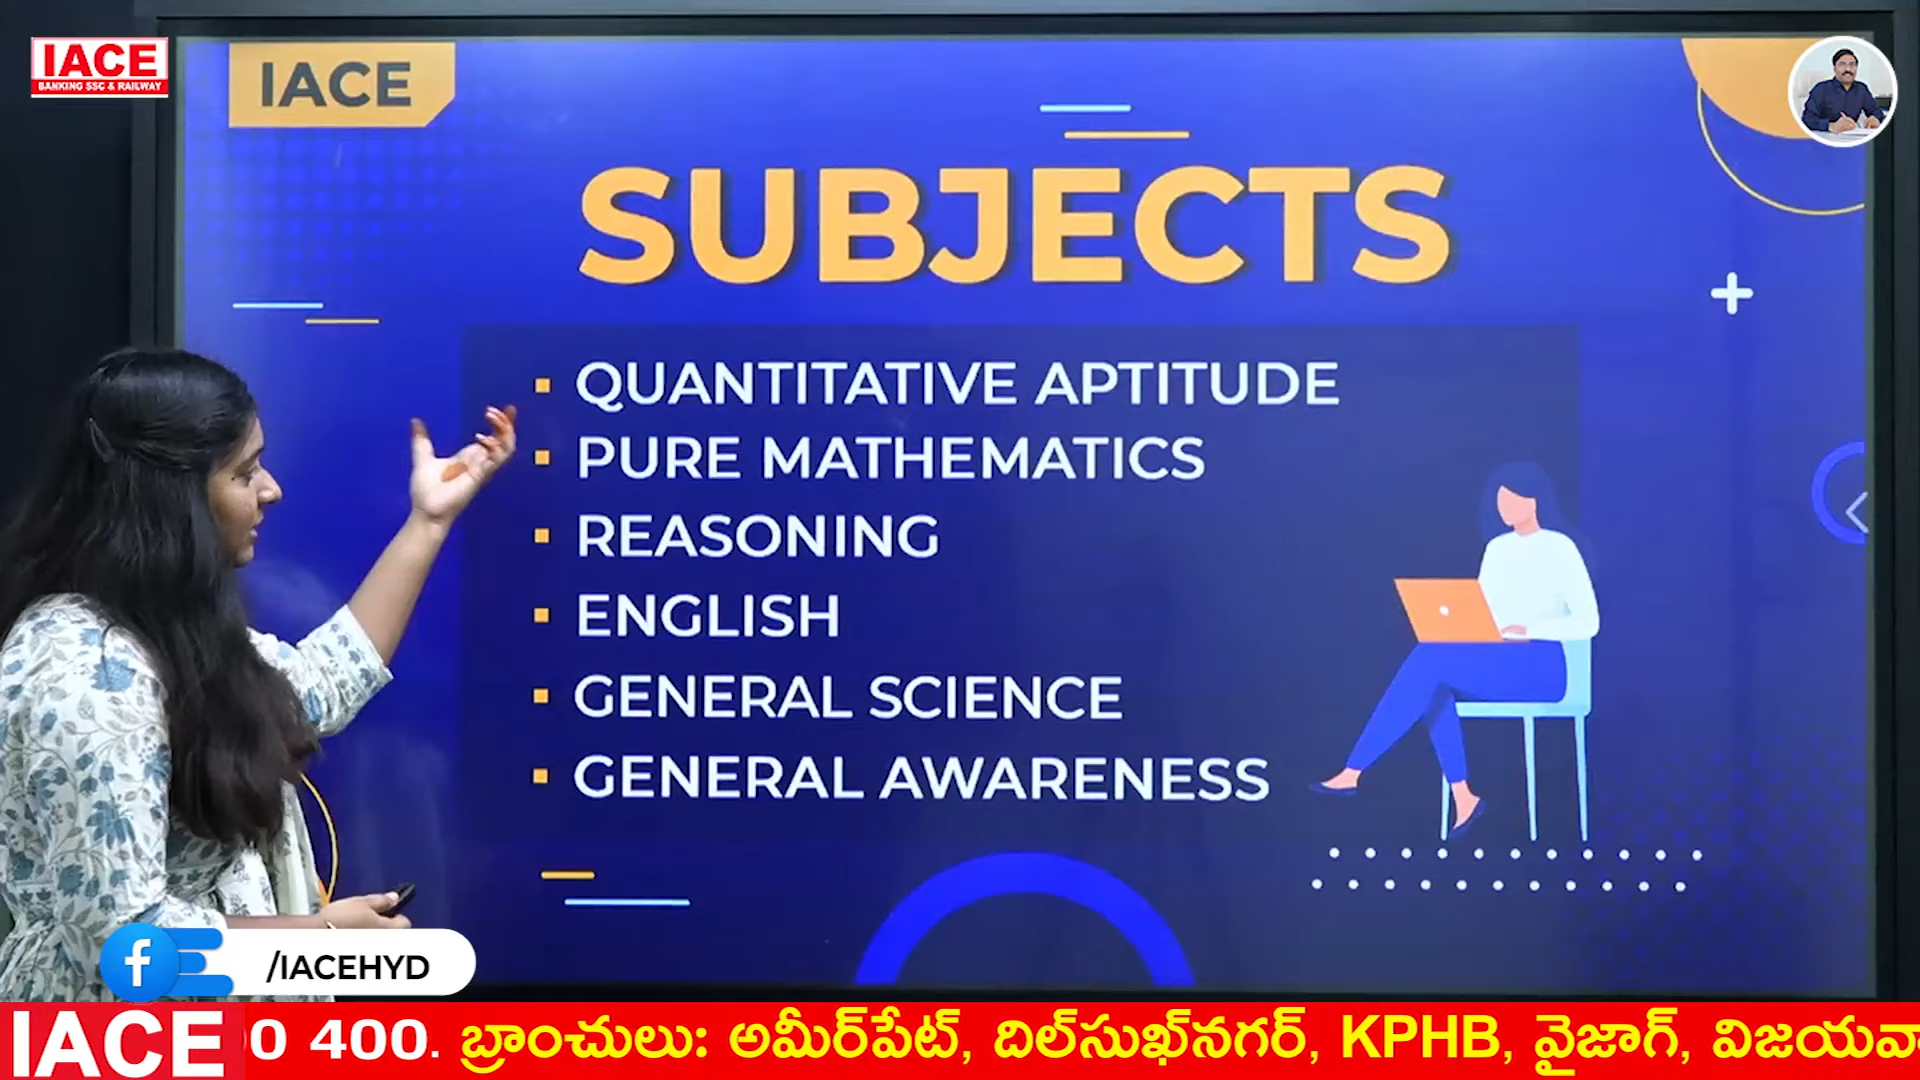 IACE
BANKING SSC & RAILWAY
IACE
SUBJECTS
QUANTITATIVE APTITUDE
PURE MATHEMATICS
REASONING
ENGLISH
GENERAL SCIENCE
GENERAL AWARENESS
f /IACEHYD
IACE 0 400. బ్రాంచులు: అమీర్‌పేట్, దిల్‌సుఖ్‌నగర్, KPHB, వైజాగ్, విజయవా